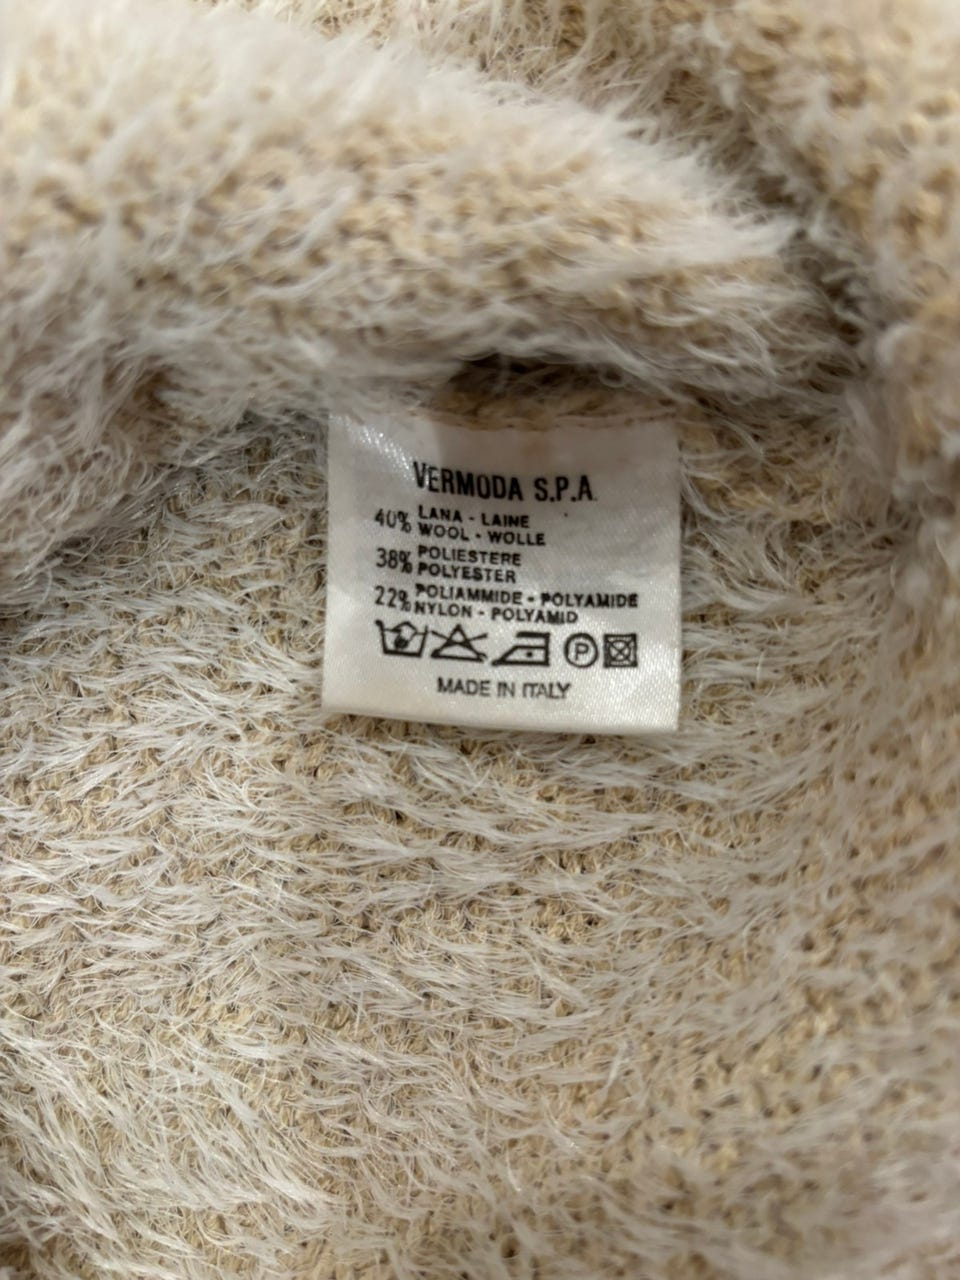 VERMODA S.P.A.
40% LANA - LAINE
WOOL - WOLLE
38% POLIESTERE
POLYESTER
22% POLIAMMIDE - POLYAMIDE
NYLON - POLYAMID
P
MADE IN ITALY